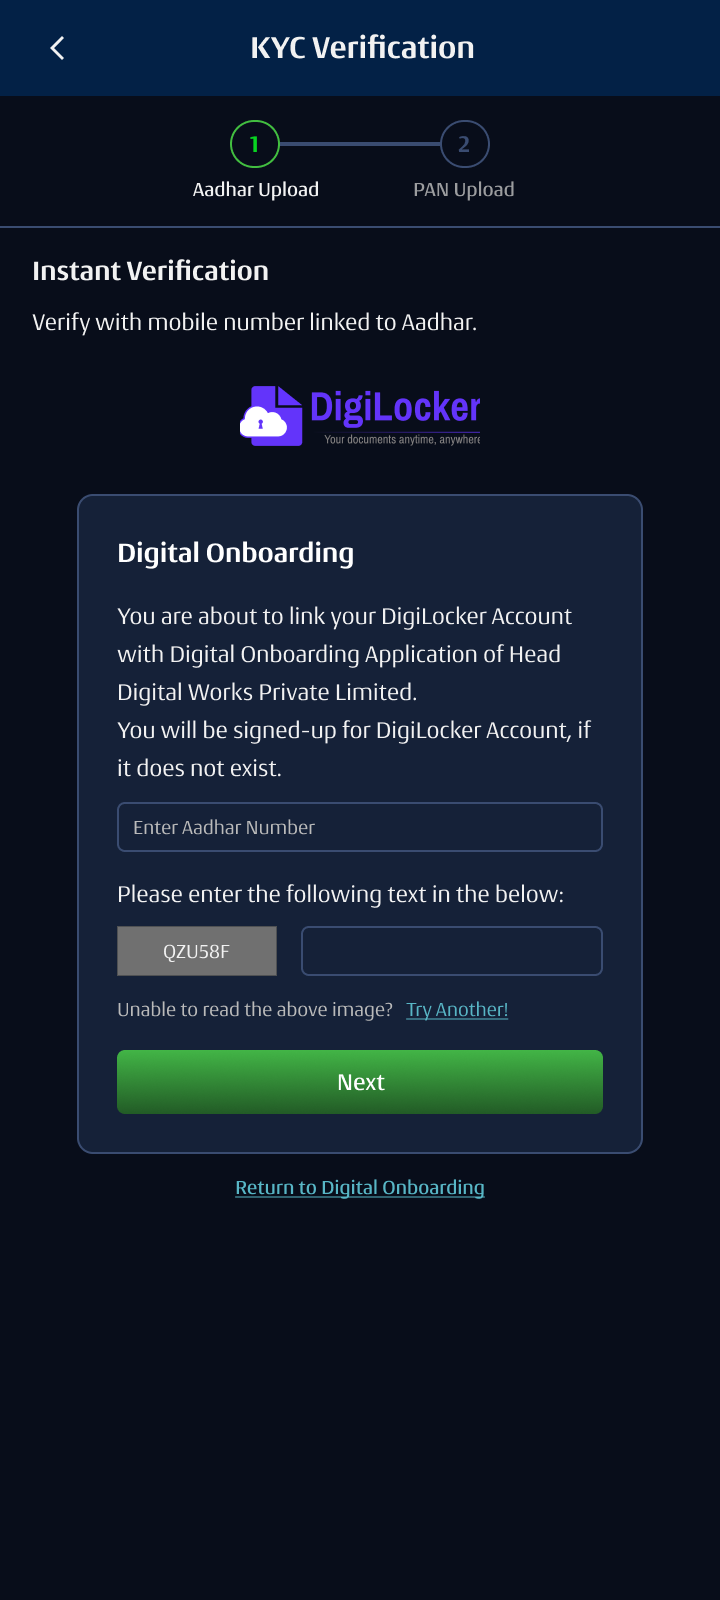 KYC Verification
1
2
Aadhar Upload
PAN Upload
Instant Verification
Verify with mobile number linked to Aadhar.
DigiLocker
Your documents anytime, anywhere
Digital Onboarding
You are about to link your DigiLocker Account
with Digital Onboarding Application of Head
Digital Works Private Limited.
You will be signed-up for DigiLocker Account, if
it does not exist.
Enter Aadhar Number
Please enter the following text in the below:
QZU58F
Unable to read the above image? Try Another!
Next
Return to Digital Onboarding